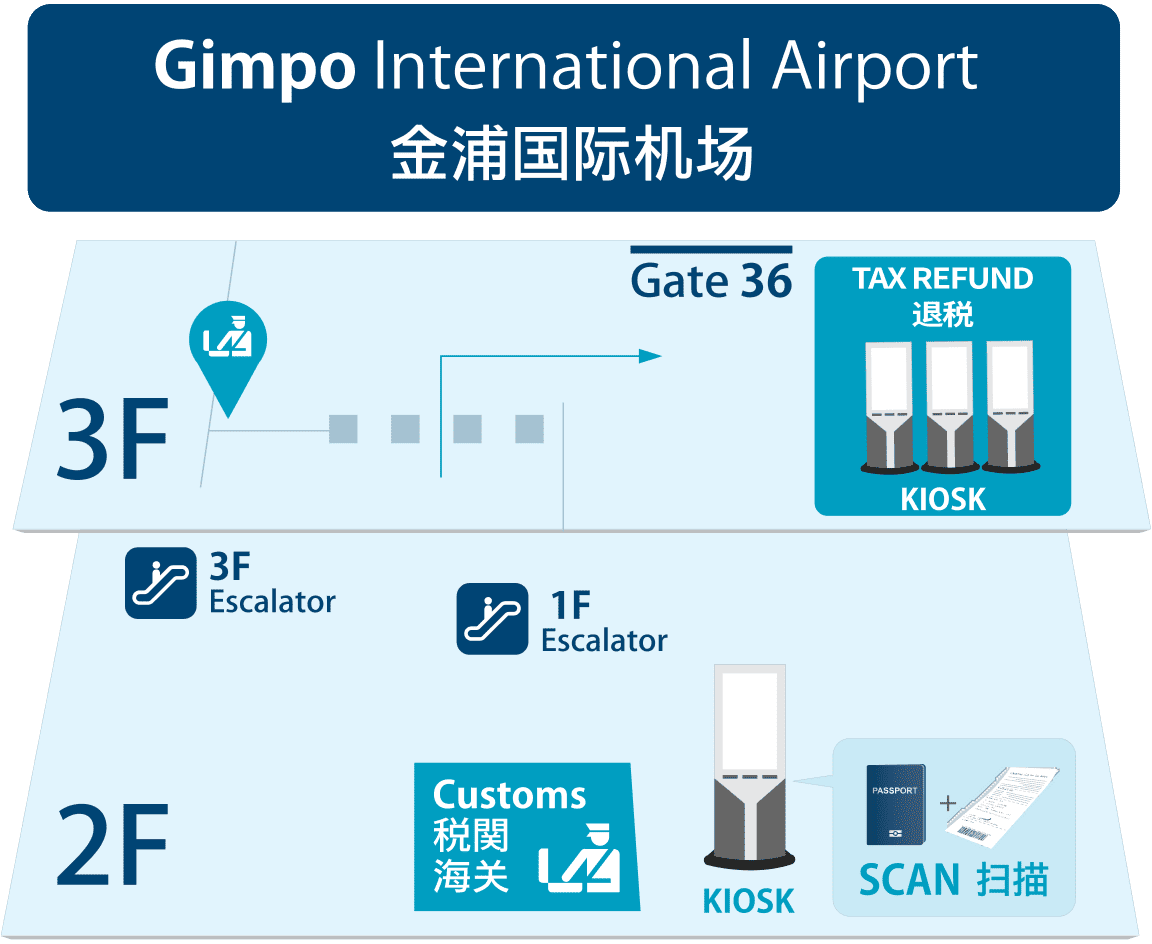 Gimpo International Airport
金浦国际机场
Gate 36
TAX REFUND
退税
KIOSK
3F
3F
Escalator
1F
Escalator
2F
Customs
税関
海关
KIOSK
PASSPORT
+
SCAN 扫描